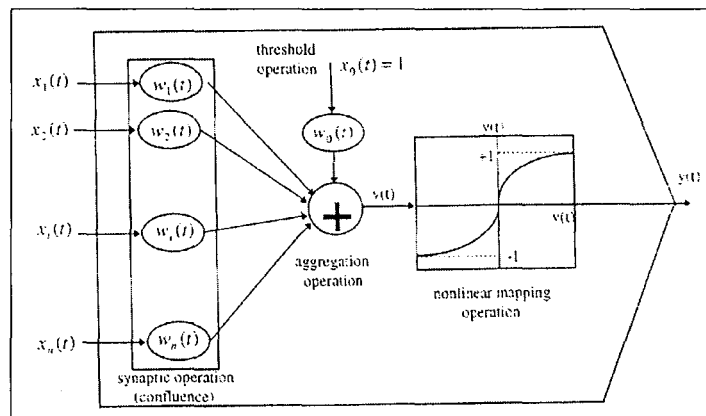 threshold
operation
x₀(t) = 1
x₁(t)
w₁(t)
x₂(t)
w₂(t)
w₀(t)
y(t)
+1
+
v(t)
y(t)
v(t)
xᵢ(t)
wᵢ(t)
-1
aggregation
operation
nonlinear mapping
operation
xₙ(t)
wₙ(t)
synaptic operation
(confluence)